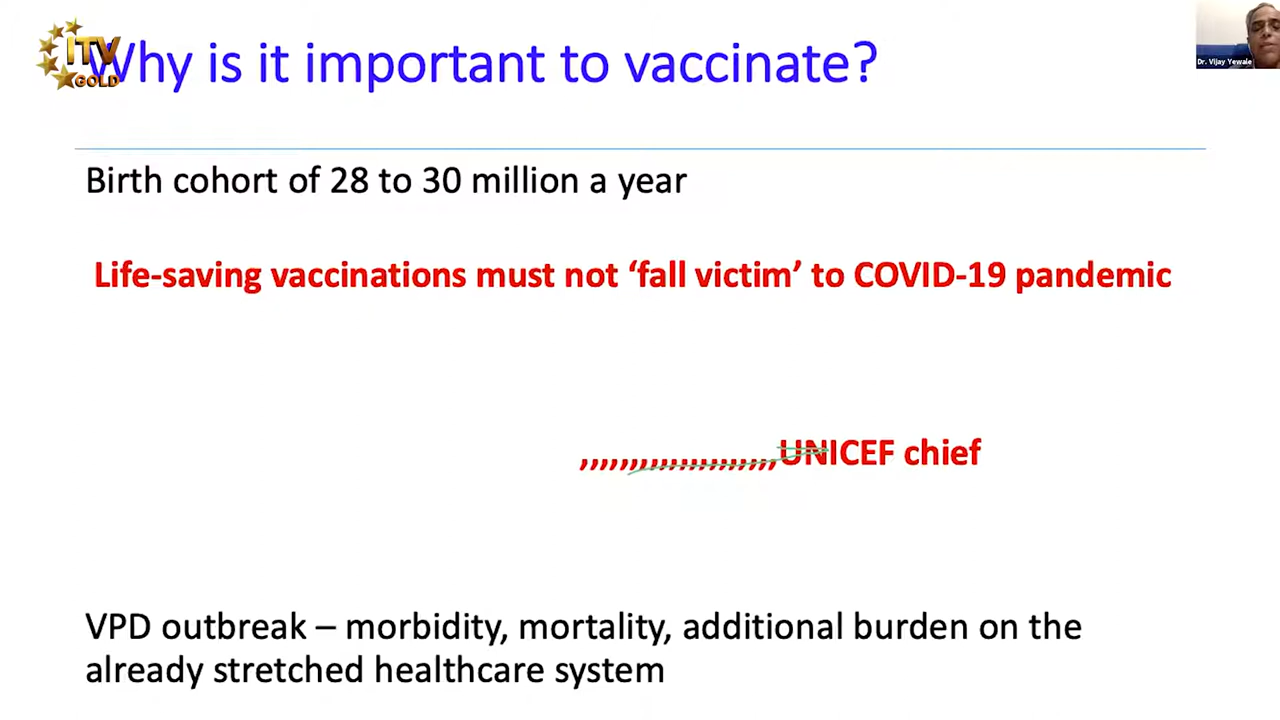 ITV
GOLD
Why is it important to vaccinate?
Dr. Vijay Yewale
Birth cohort of 28 to 30 million a year
Life-saving vaccinations must not ‘fall victim’ to COVID-19 pandemic
,,,,,,,,,,,,,,,,,,,,UNICEF chief
VPD outbreak – morbidity, mortality, additional burden on the
already stretched healthcare system